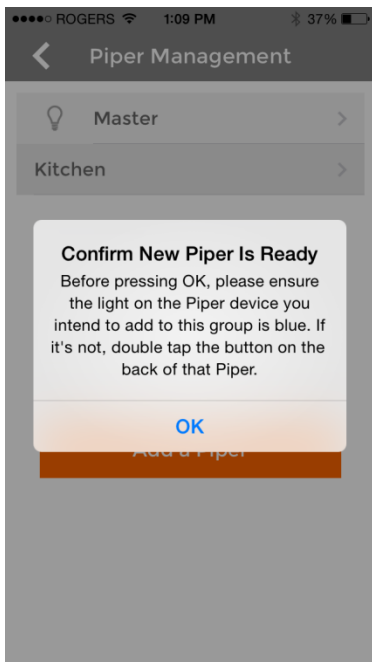 ROGERS 1:09 PM 37%
Piper Management
Master
Kitchen
Confirm New Piper Is Ready
Before pressing OK, please ensure
the light on the Piper device you
intend to add to this group is blue. If
it's not, double tap the button on the
back of that Piper.
OK
Add a Piper